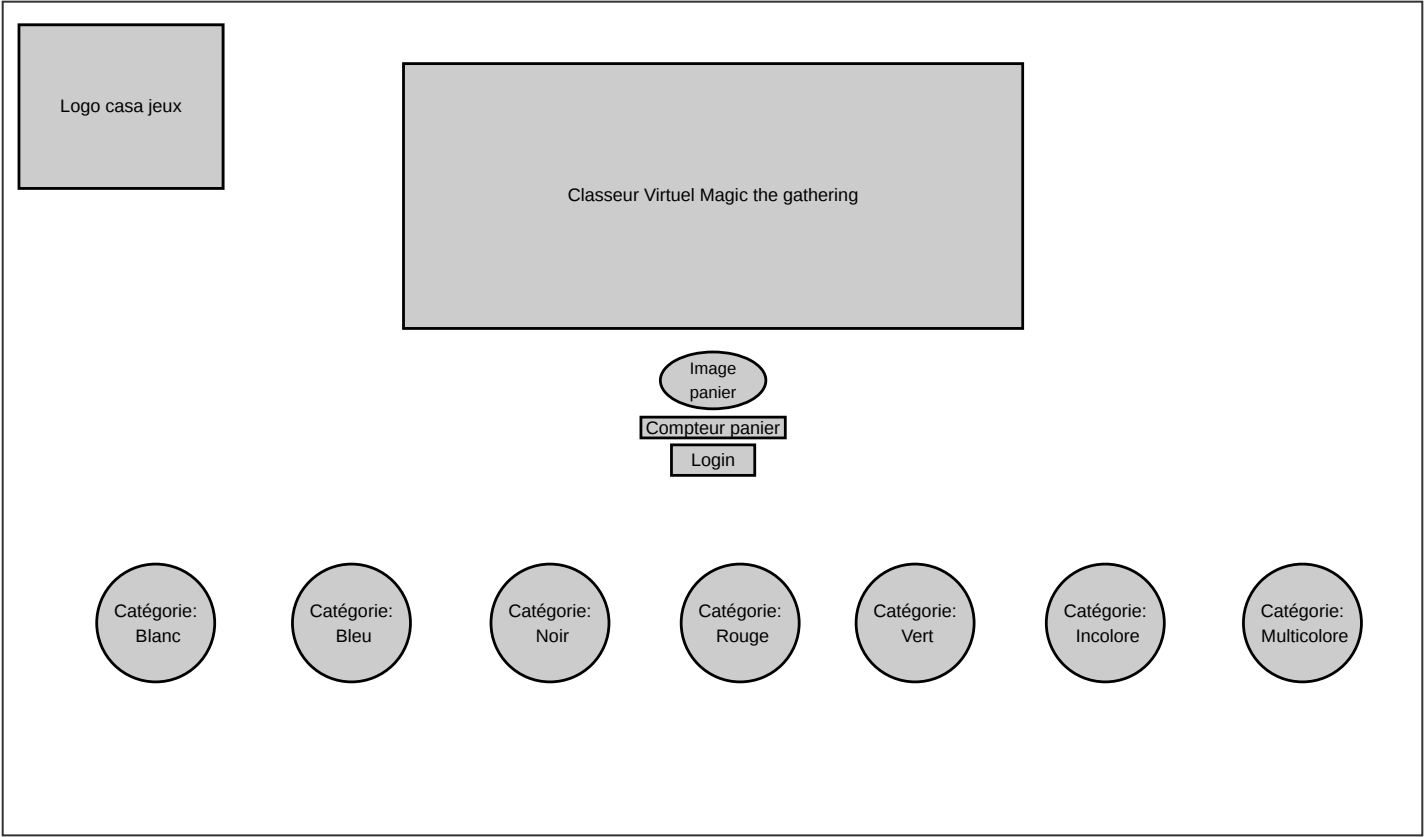 Logo casa jeux
Classeur Virtuel Magic the gathering
Image
panier
Compteur panier
Login
Catégorie:
Blanc
Catégorie:
Bleu
Catégorie:
Noir
Catégorie:
Rouge
Catégorie:
Vert
Catégorie:
Incolore
Catégorie:
Multicolore